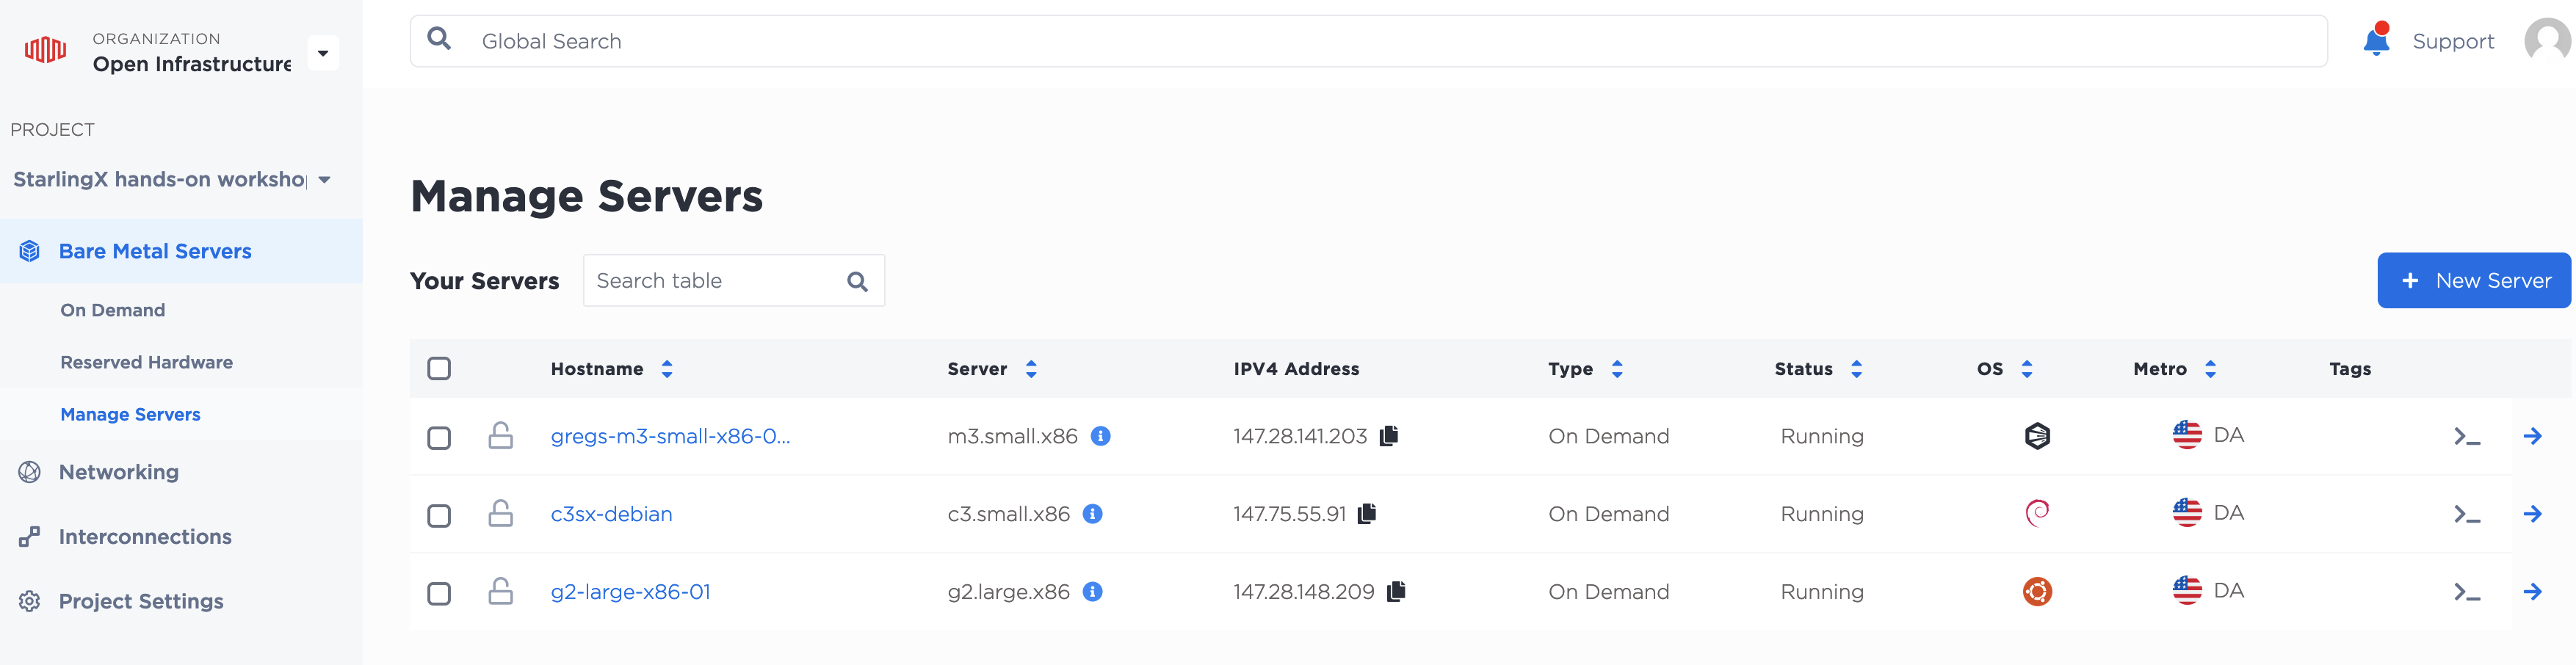 ORGANIZATION
Open Infrastructure
Global Search
Support
PROJECT
StarlingX hands-on worksho
Bare Metal Servers
On Demand
Reserved Hardware
Manage Servers
Networking
Interconnections
Project Settings
Manage Servers
Your Servers Search table + New Server
Hostname Server IPV4 Address Type Status OS Metro Tags
gregs-m3-small-x86-0... m3.small.x86 147.28.141.203 On Demand Running DA
c3sx-debian c3.small.x86 147.75.55.91 On Demand Running DA
g2-large-x86-01 g2.large.x86 147.28.148.209 On Demand Running DA